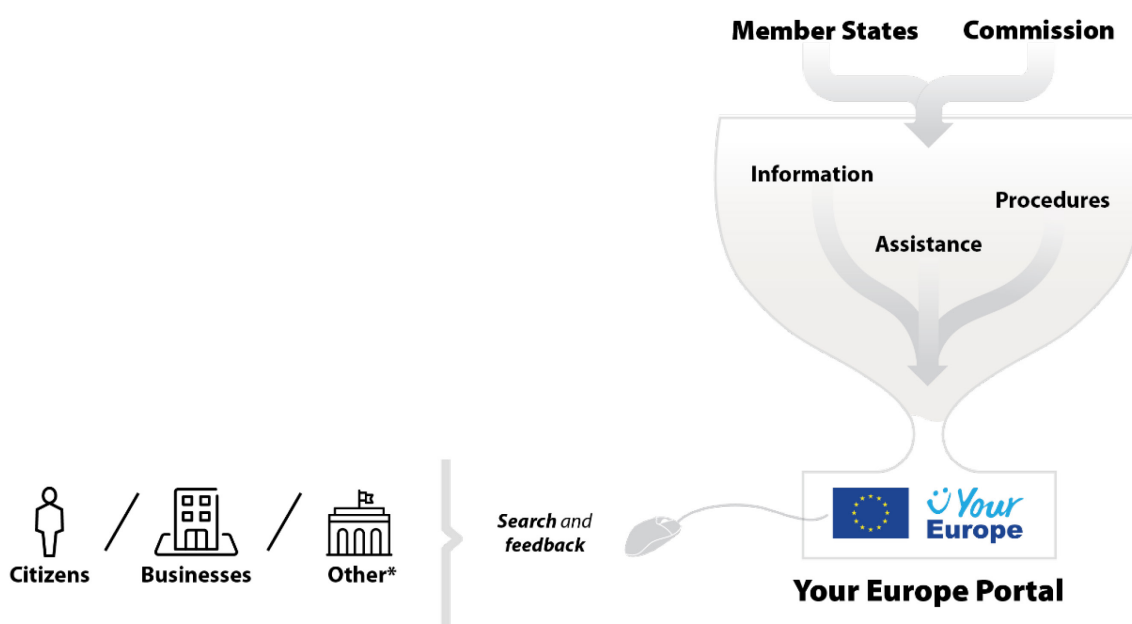 Member States
Commission
Information
Procedures
Assistance
Citizens
Businesses
Other*
Search and
feedback
Your
Europe
Your Europe Portal